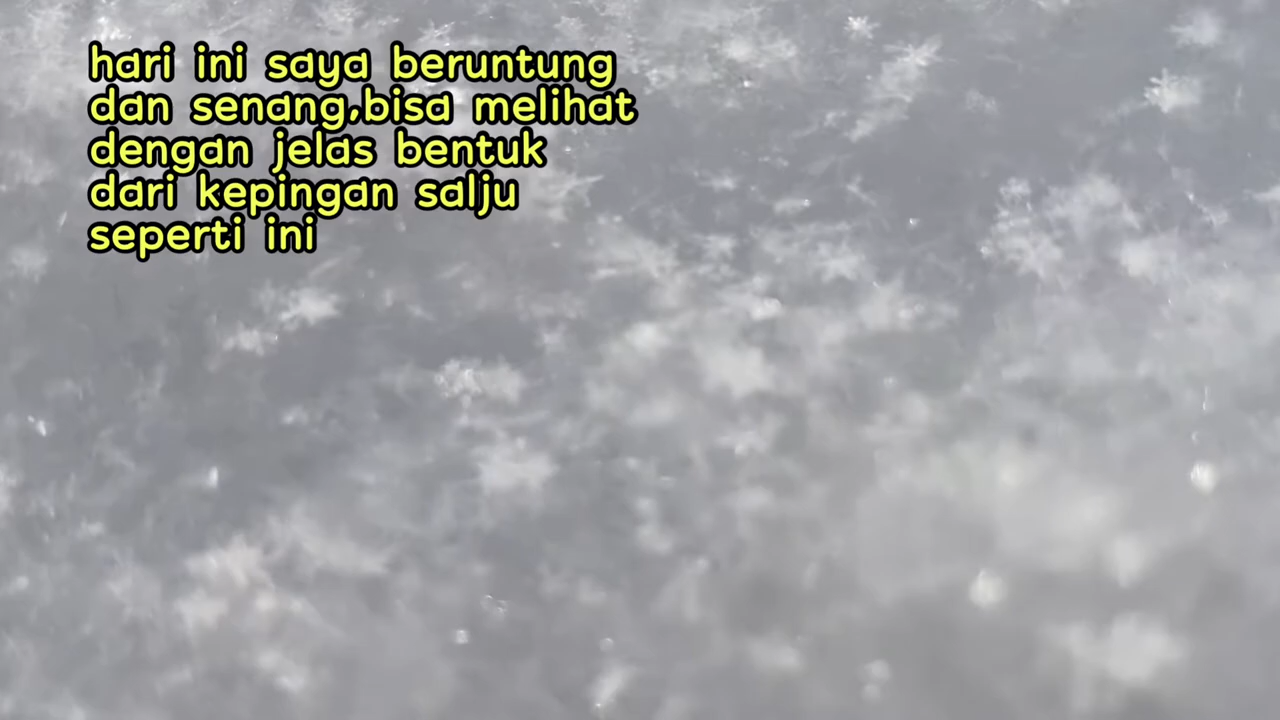 hari ini saya beruntung
dan senang,bisa melihat
dengan jelas bentuk
dari kepingan salju
seperti ini